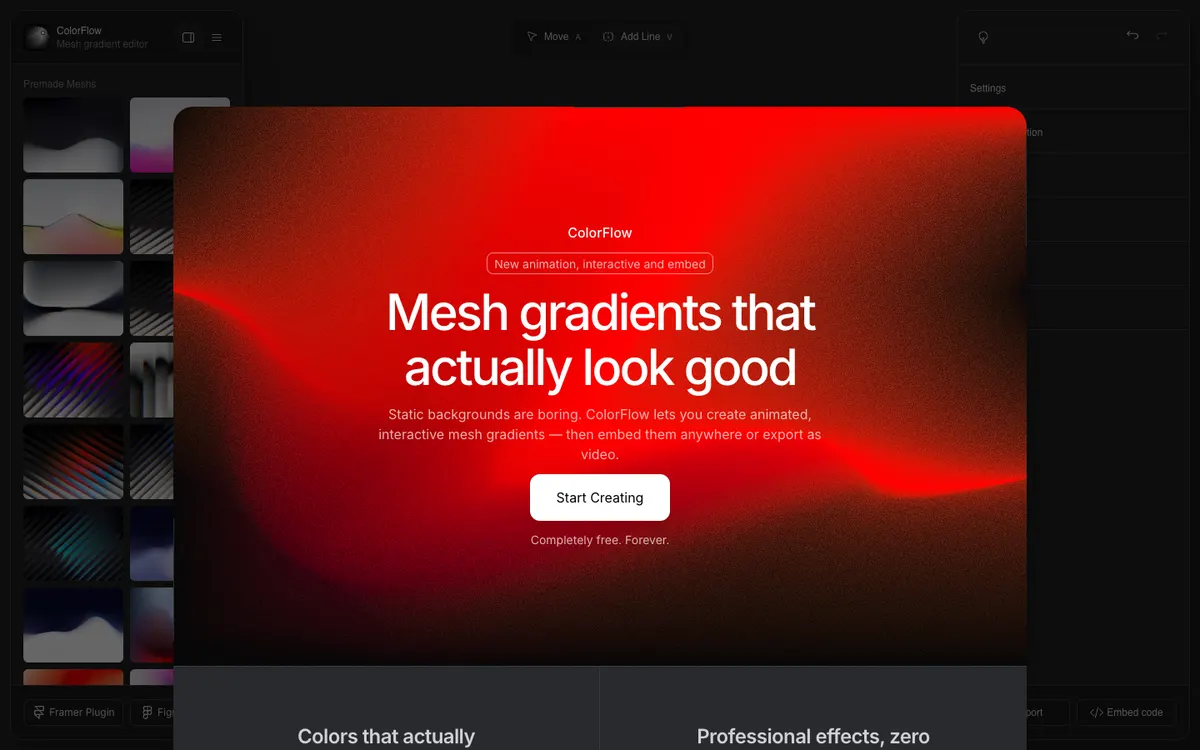 ColorFlow
Mesh gradient editor
Move A
Add Line V
Premade Meshs
Settings
ColorFlow
New animation, interactive and embed
Mesh gradients that
actually look good
Static backgrounds are boring. ColorFlow lets you create animated,
interactive mesh gradients — then embed them anywhere or export as
video.
Start Creating
Completely free. Forever.
Framer Plugin
Embed code
Colors that actually
Professional effects, zero